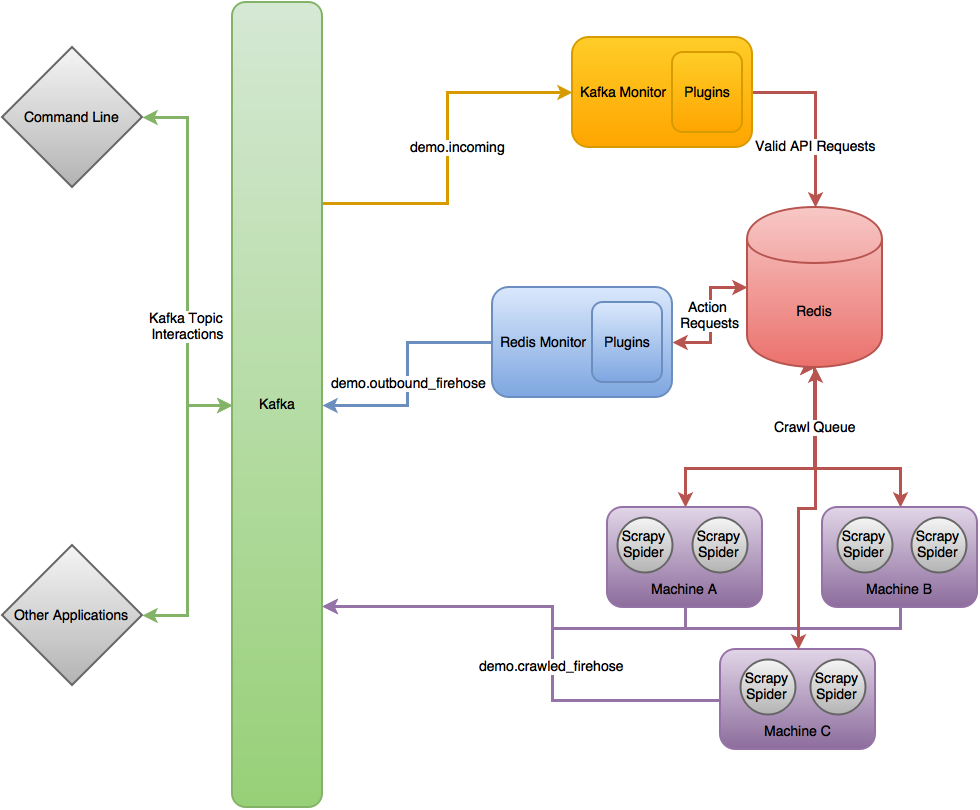 Command Line
Kafka Topic
Interactions
Other Applications
Kafka
demo.incoming
Kafka Monitor
Plugins
Valid API Requests
Redis
Action
Requests
Redis Monitor
Plugins
demo.outbound_firehose
Crawl Queue
Scrapy
Spider
Scrapy
Spider
Machine A
Scrapy
Spider
Scrapy
Spider
Machine B
demo.crawled_firehose
Scrapy
Spider
Scrapy
Spider
Machine C